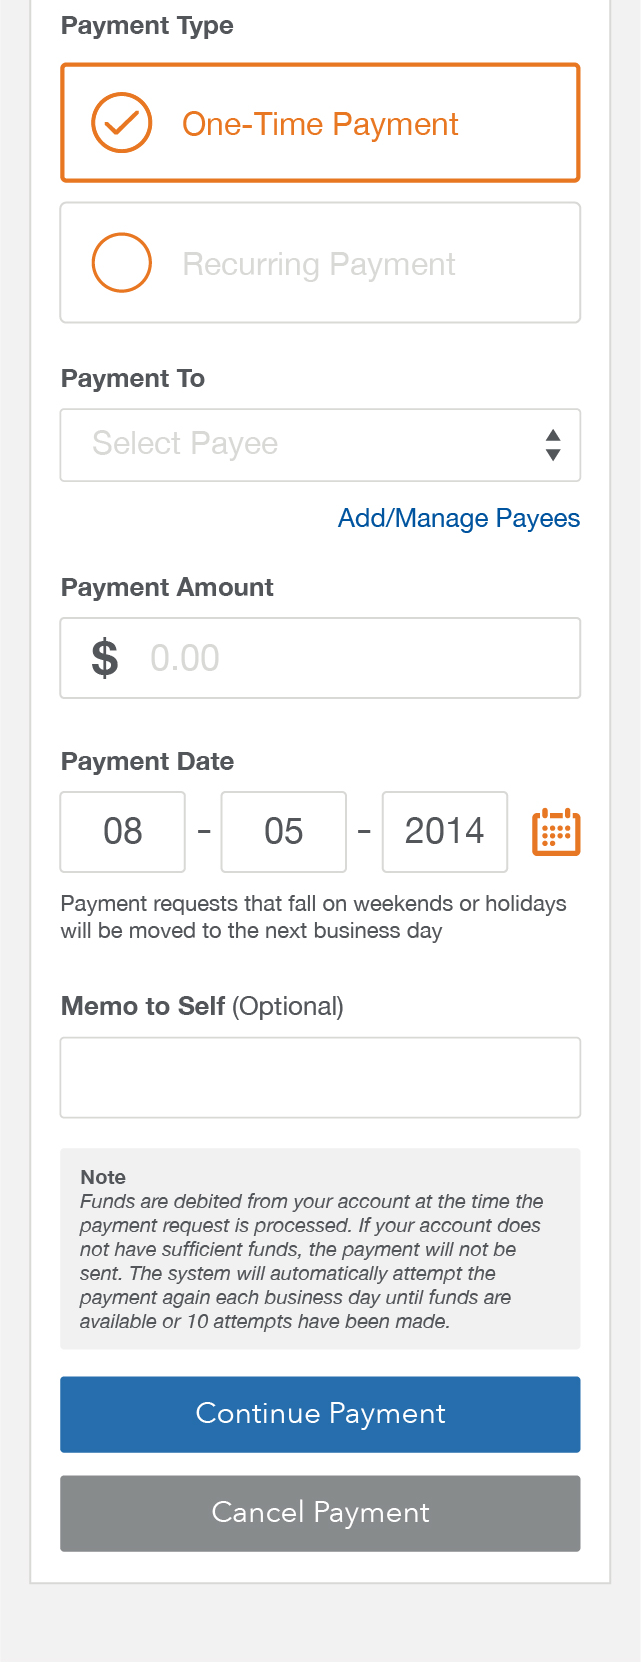 Payment Type
One-Time Payment
Recurring Payment
Payment To
Select Payee
Add/Manage Payees
Payment Amount
$ 0.00
Payment Date
08 - 05 - 2014
Payment requests that fall on weekends or holidays
will be moved to the next business day
Memo to Self (Optional)
Note
Funds are debited from your account at the time the
payment request is processed. If your account does
not have sufficient funds, the payment will not be
sent. The system will automatically attempt the
payment again each business day until funds are
available or 10 attempts have been made.
Continue Payment
Cancel Payment